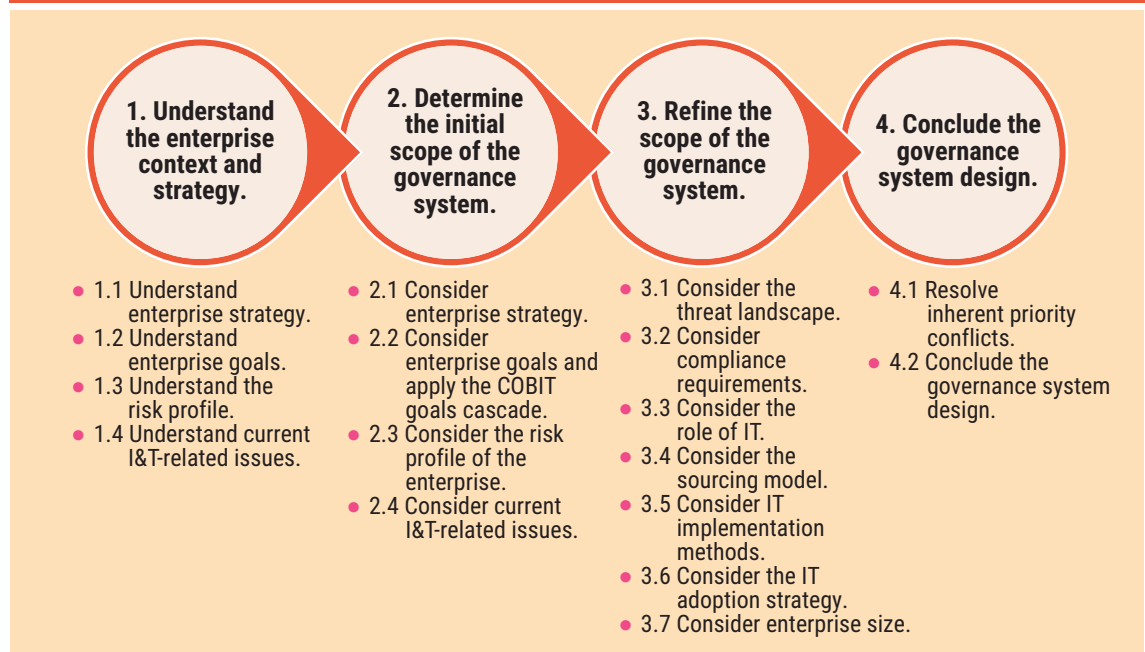 1. Understand
the enterprise
context and
strategy.
2. Determine
the initial
scope of the
governance
system.
3. Refine the
scope of the
governance
system.
4. Conclude the
governance
system design.
• 1.1 Understand
enterprise strategy.
• 1.2 Understand
enterprise goals.
• 1.3 Understand the
risk profile.
• 1.4 Understand current
I&T-related issues.
• 2.1 Consider
enterprise strategy.
• 2.2 Consider
enterprise goals and
apply the COBIT
goals cascade.
• 2.3 Consider the risk
profile of the
enterprise.
• 2.4 Consider current
I&T-related issues.
• 3.1 Consider the
threat landscape.
• 3.2 Consider
compliance
requirements.
• 3.3 Consider the
role of IT.
• 3.4 Consider the
sourcing model.
• 3.5 Consider IT
implementation
methods.
• 3.6 Consider the IT
adoption strategy.
• 3.7 Consider enterprise size.
• 4.1 Resolve
inherent priority
conflicts.
• 4.2 Conclude the
governance system
design.